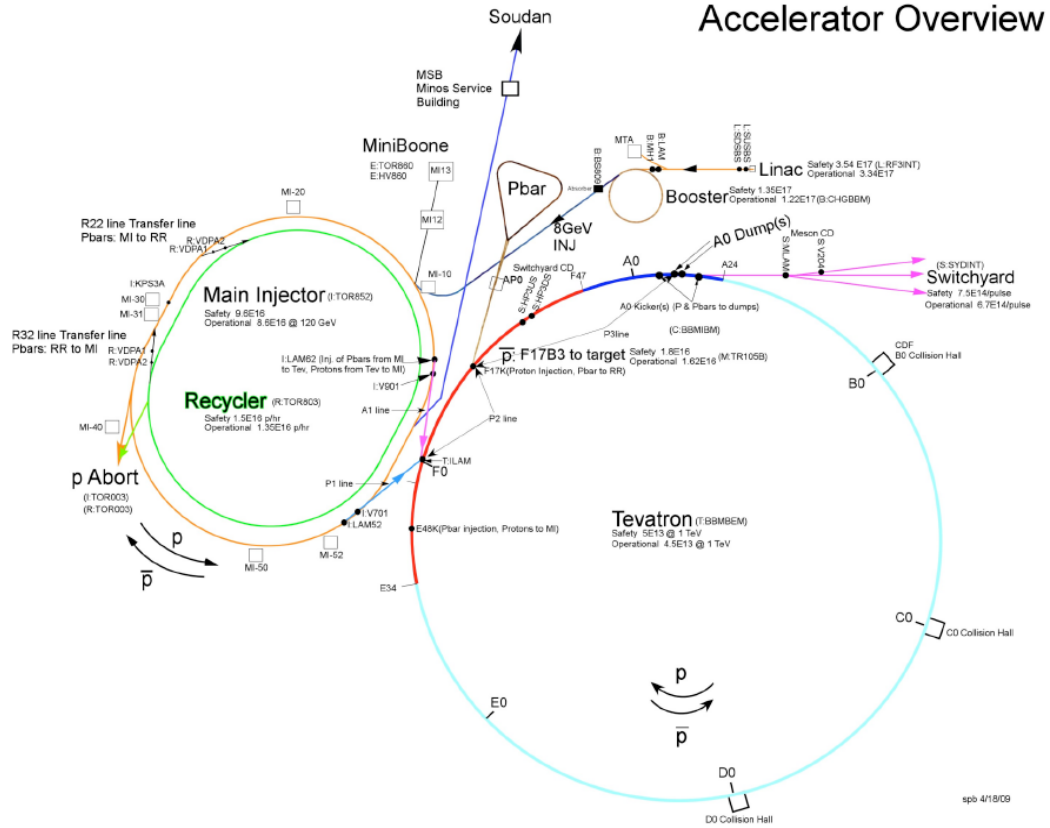 Accelerator Overview
Soudan
MSB
Minos Service
Building
MiniBoone
E:TOR860
E:HV860
MI13
MI12
MI-10
Pbar
MTA
B:MH1
B:LAM
L:SDSBS
L:SUSBS
Linac
Safety 3.54 E17 (L:RF3INT)
Operational 3.34E17
B:BS809
Absorber
Booster
Safety 1.35E17
Operational 1.22E17(B:CHGBBM)
8GeV
INJ
MI-20
R22 line Transfer line
Pbars: MI to RR
R:VDPA2
R:VDPA1
I:KPS3A
MI-30
MI-31
R32 line Transfer line
Pbars: RR to MI
R:VDPA1
R:VDPA2
Main Injector (I:TOR852)
Safety 9.6E16
Operational 8.6E16 @ 120 GeV
I:LAM62 (Inj. of Pbars from MI
to Tev, Protons from Tev to MI)
I:V901
A1 line
Recycler (R:TOR803)
Safety 1.5E16 p/hr
Operational 1.35E16 p/hr
MI-40
p Abort
(I:TOR003)
(R:TOR003)
p
p̅
P1 line
I:V701
I:LAM52
MI-52
MI-50
AP0
Switchyard CD
S:HP3US
S:HP3DS
F47
A0
A0 Dump(s)
A24
Meson CD
S:MLAM
S:V204
(S:SYDINT)
Switchyard
Safety 7.5E14/pulse
Operational 6.7E14/pulse
A0 Kicker(s) (P & Pbars to dumps)
P3line
(C:BBMIBM)
p̅: F17B3 to target
Safety 1.8E16
Operational 1.62E16 (M:TR105B)
F17K(Proton Injection, Pbar to RR)
P2 line
T:ILAM
F0
E48K(Pbar injection, Protons to MI)
E34
CDF
B0 Collision Hall
B0
Tevatron (T:BBMBEM)
Safety 5E13 @ 1 TeV
Operational 4.5E13 @ 1 TeV
C0
C0 Collision Hall
p
p̅
E0
D0
D0 Collision Hall
spb 4/18/09